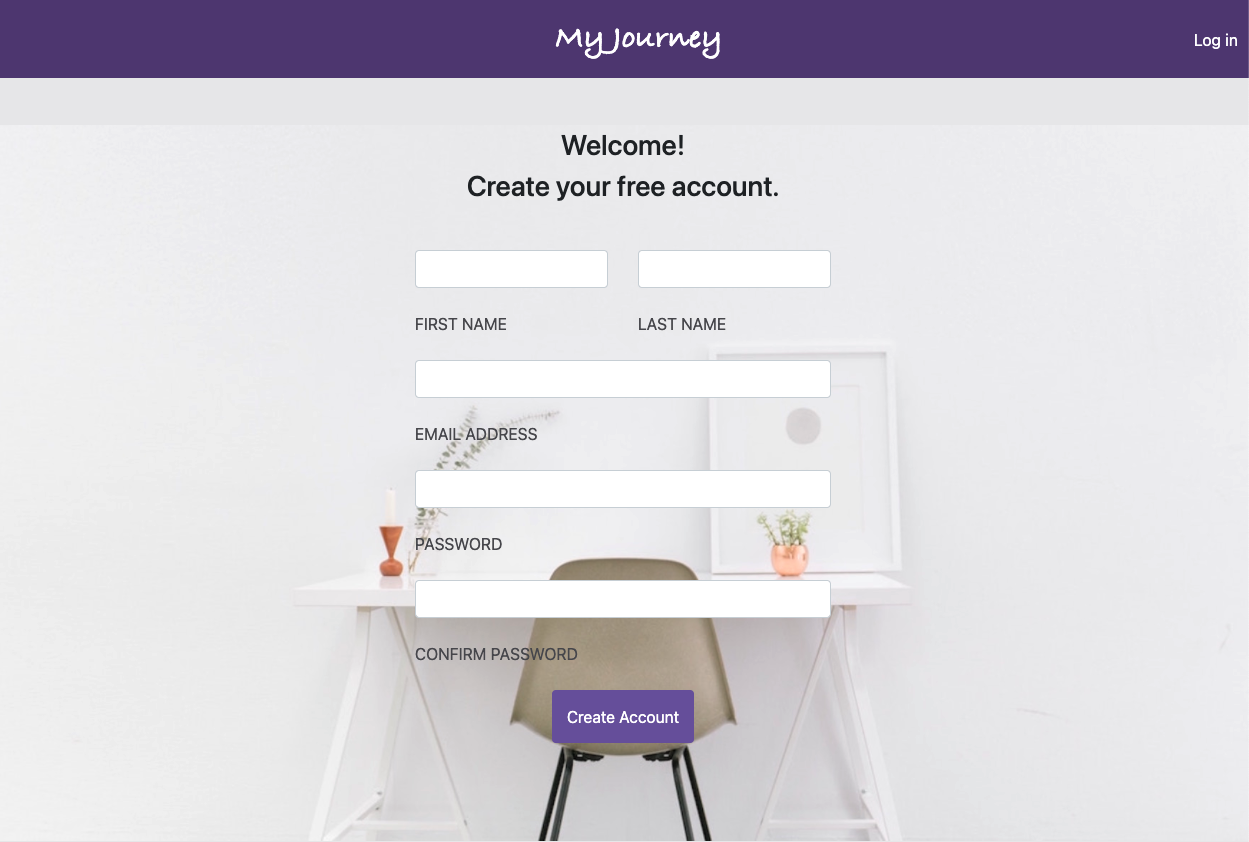 MyJourney
Log in
Welcome!
Create your free account.
FIRST NAME LAST NAME
EMAIL ADDRESS
PASSWORD
CONFIRM PASSWORD
Create Account